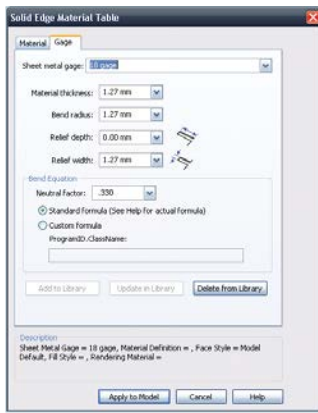 Solid Edge Material Table
Material Gage
Sheet metal gage: 18 gage
Material thickness: 1.27 mm
Bend radius: 1.27 mm
Relief depth: 0.00 mm
Relief width: 1.27 mm
Bend Equation
Neutral factor: .330
Standard formula (See Help for actual formula)
Custom formula
ProgramID.ClassName:
Add to Library Update in Library Delete from Library
Description
Sheet Metal Gage = 18 gage, Material Definition = , Face Style = Model
Default, Fill Style = , Rendering Material =
Apply to Model Cancel Help